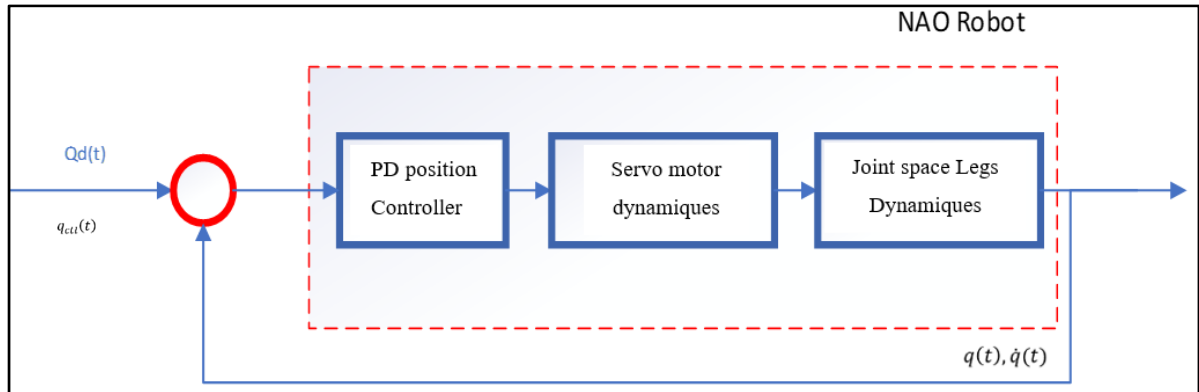 NAO Robot
Qd(t)
q_{ctl}(t)
PD position
Controller
Servo motor
dynamiques
Joint space Legs
Dynamiques
q(t), q̇(t)